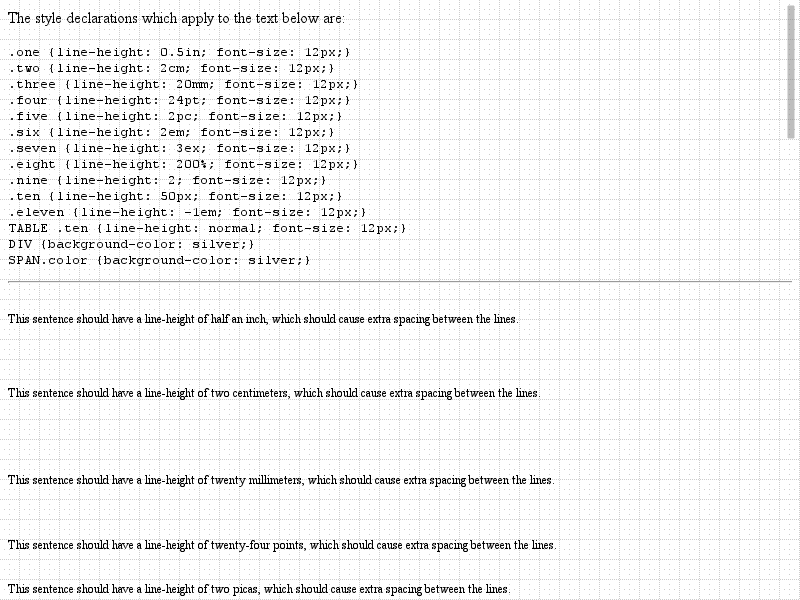 The style declarations which apply to the text below are:
.one {line-height: 0.5in; font-size: 12px;}
.two {line-height: 2cm; font-size: 12px;}
.three {line-height: 20mm; font-size: 12px;}
.four {line-height: 24pt; font-size: 12px;}
.five {line-height: 2pc; font-size: 12px;}
.six {line-height: 2em; font-size: 12px;}
.seven {line-height: 3ex; font-size: 12px;}
.eight {line-height: 200%; font-size: 12px;}
.nine {line-height: 2; font-size: 12px;}
.ten {line-height: 50px; font-size: 12px;}
.eleven {line-height: -1em; font-size: 12px;}
TABLE .ten {line-height: normal; font-size: 12px;}
DIV {background-color: silver;}
SPAN.color {background-color: silver;}
This sentence should have a line-height of half an inch, which should cause extra spacing between the lines.
This sentence should have a line-height of two centimeters, which should cause extra spacing between the lines.
This sentence should have a line-height of twenty millimeters, which should cause extra spacing between the lines.
This sentence should have a line-height of twenty-four points, which should cause extra spacing between the lines.
This sentence should have a line-height of two picas, which should cause extra spacing between the lines.